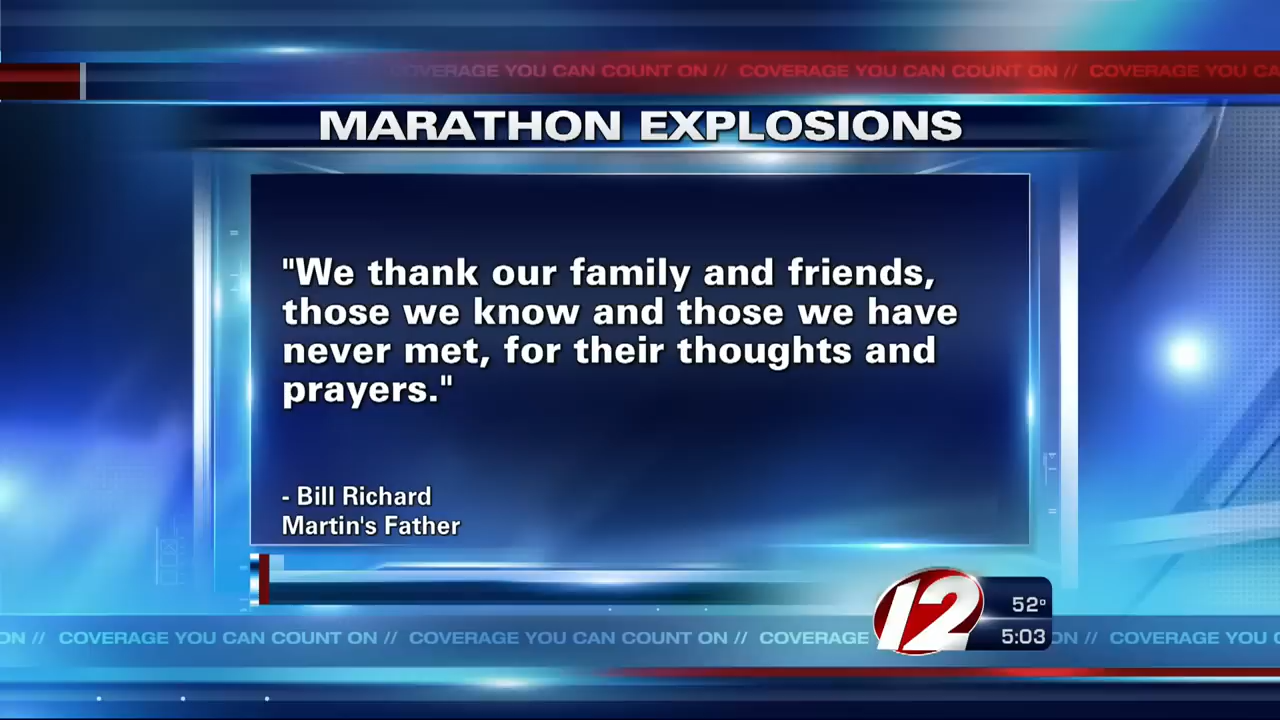 OVERAGE YOU CAN COUNT ON // COVERAGE YOU CAN COUNT ON // COVERAGE YOU CA
MARATHON EXPLOSIONS
"We thank our family and friends,
those we know and those we have
never met, for their thoughts and
prayers."
- Bill Richard
Martin's Father
12
52°
5:03
ON // COVERAGE YOU CAN COUNT ON // COVERAGE YOU CAN COUNT ON // COVERAGE ON // COVERAGE YOU C